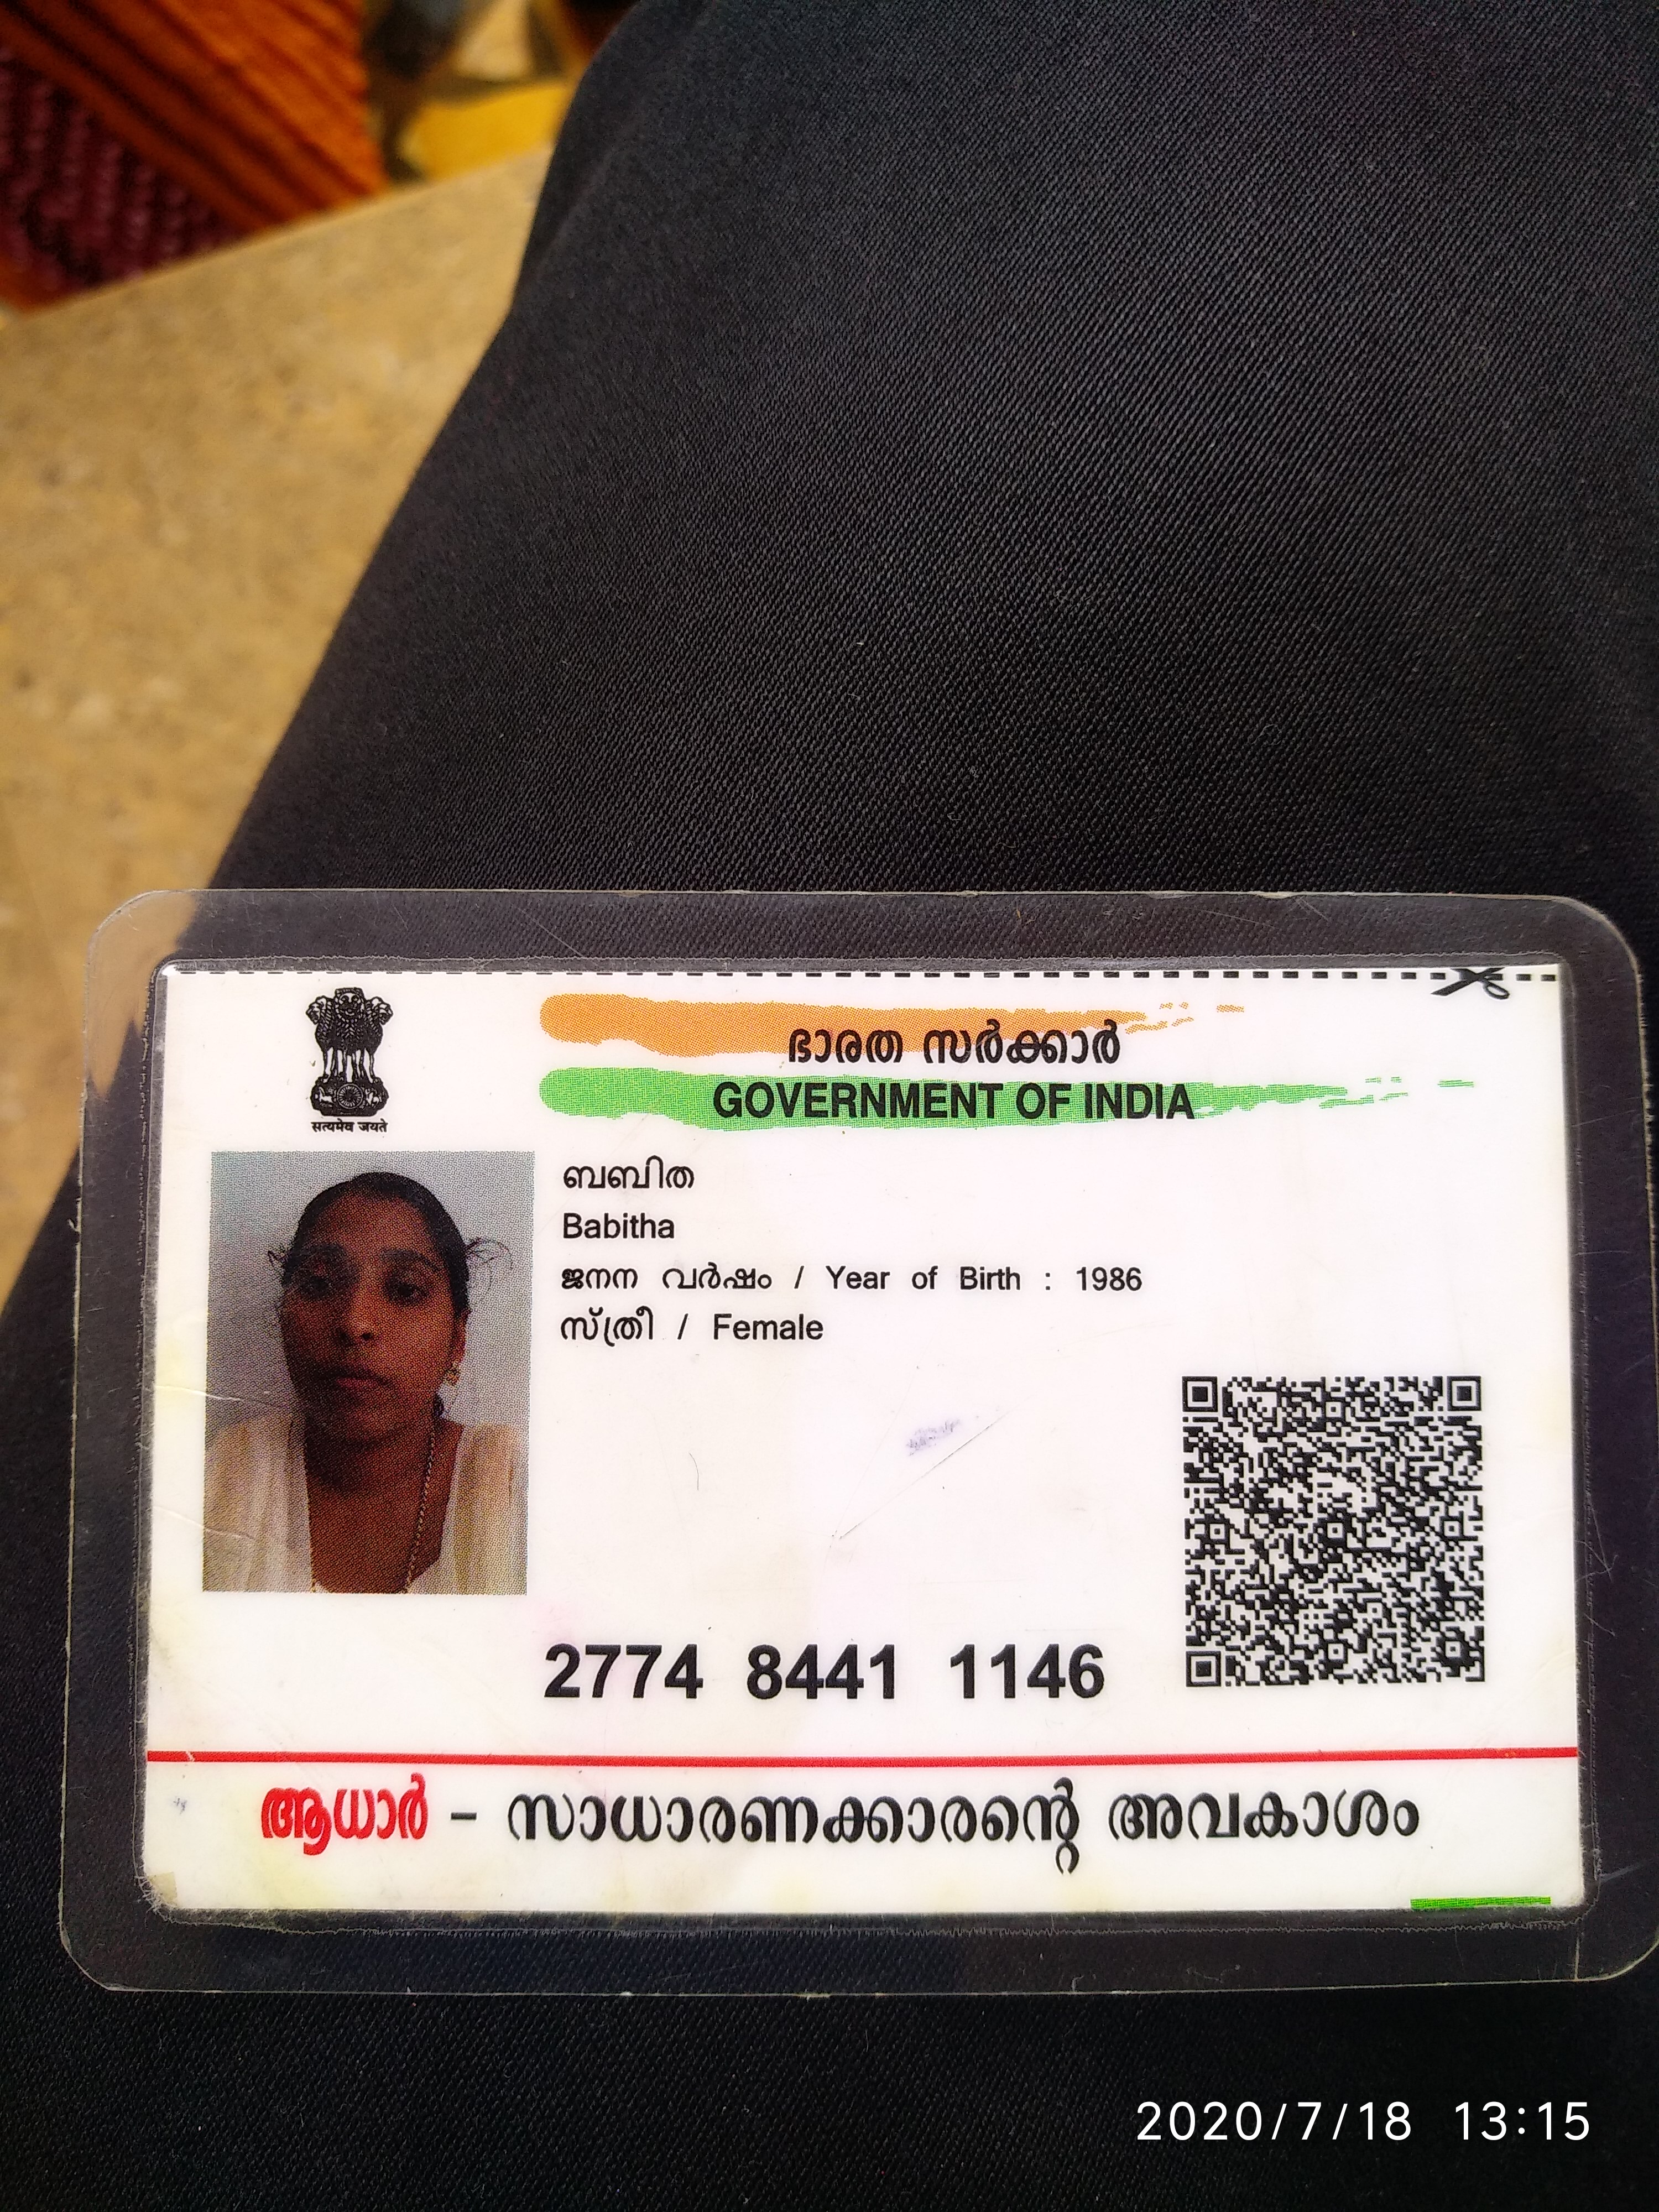 सत्यमेव जयते
ഭാരത സർക്കാർ
GOVERNMENT OF INDIA
ബബിത
Babitha
ജനന വർഷം / Year of Birth : 1986
സ്ത്രീ / Female
2774 8441 1146
ആധാർ – സാധാരണക്കാരന്റെ അവകാശം
2020/7/18 13:15